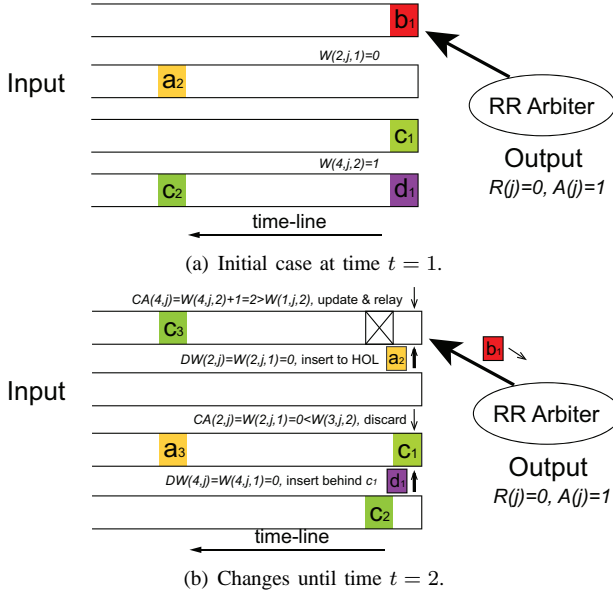 b1
W(2,j,1)=0
Input
a2
RR Arbiter
c1
Output
W(4,j,2)=1
R(j)=0, A(j)=1
c2
d1
time-line
(a) Initial case at time t = 1.
CA(4,j)=W(4,j,2)+1=2>W(1,j,2), update & relay
c3
b1
DW(2,j)=W(2,j,1)=0, insert to HOL
a2
Input
RR Arbiter
CA(2,j)=W(2,j,1)=0<W(3,j,2), discard
a3
c1
Output
DW(4,j)=W(4,j,1)=0, insert behind c1
d1
R(j)=0, A(j)=1
c2
time-line
(b) Changes until time t = 2.